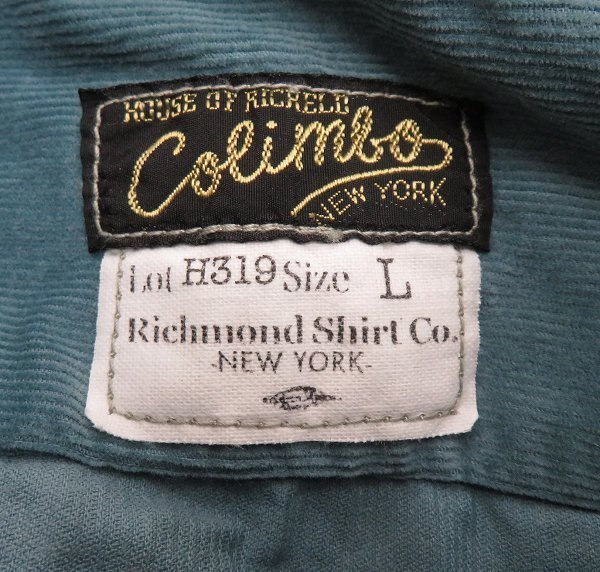 HOUSE OF RICHELD
Colimbo
NEW YORK
Lot H319 Size L
Richmond Shirt Co.
-NEW YORK-